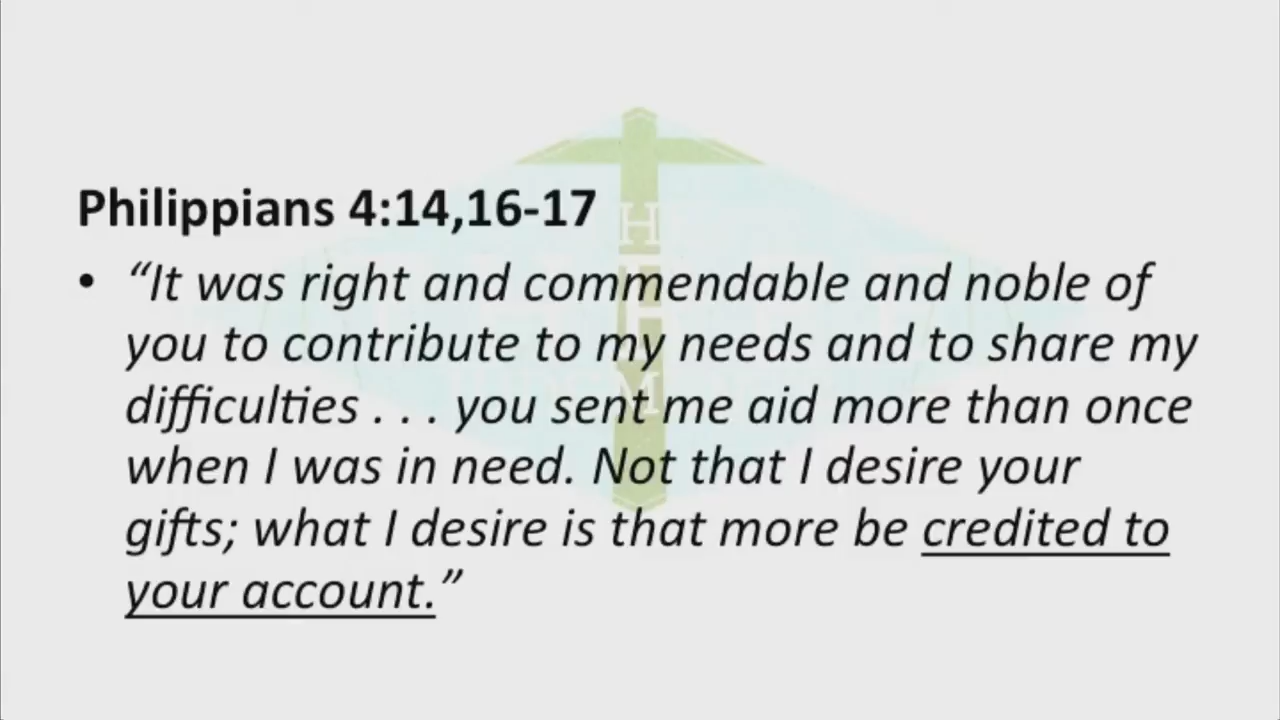 Philippians 4:14,16-17
• “It was right and commendable and noble of
you to contribute to my needs and to share my
difficulties . . . you sent me aid more than once
when I was in need. Not that I desire your
gifts; what I desire is that more be credited to
your account.”